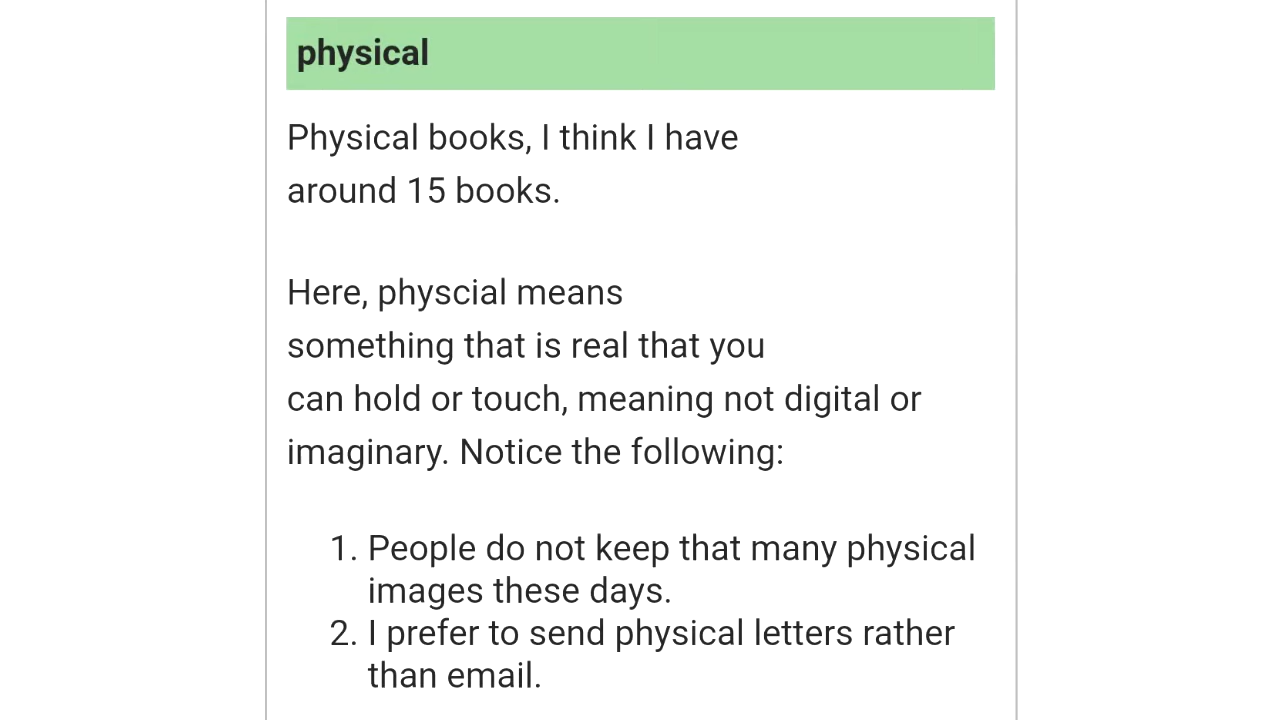 physical
Physical books, I think I have
around 15 books.
Here, physcial means
something that is real that you
can hold or touch, meaning not digital or
imaginary. Notice the following:
1. People do not keep that many physical
images these days.
2. I prefer to send physical letters rather
than email.